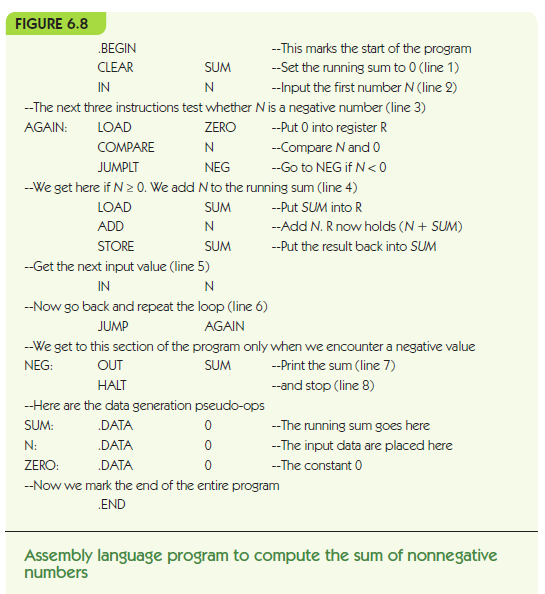 FIGURE 6.8
.BEGIN --This marks the start of the program
CLEAR SUM --Set the running sum to 0 (line 1)
IN N --Input the first number N (line 2)
--The next three instructions test whether N is a negative number (line 3)
AGAIN: LOAD ZERO --Put 0 into register R
COMPARE N --Compare N and 0
JUMPLT NEG --Go to NEG if N < 0
--We get here if N ≥ 0. We add N to the running sum (line 4)
LOAD SUM --Put SUM into R
ADD N --Add N. R now holds (N + SUM)
STORE SUM --Put the result back into SUM
--Get the next input value (line 5)
IN N
--Now go back and repeat the loop (line 6)
JUMP AGAIN
--We get to this section of the program only when we encounter a negative value
NEG: OUT SUM --Print the sum (line 7)
HALT --and stop (line 8)
--Here are the data generation pseudo-ops
SUM: .DATA 0 --The running sum goes here
N: .DATA 0 --The input data are placed here
ZERO: .DATA 0 --The constant 0
--Now we mark the end of the entire program
.END
Assembly language program to compute the sum of nonnegative
numbers